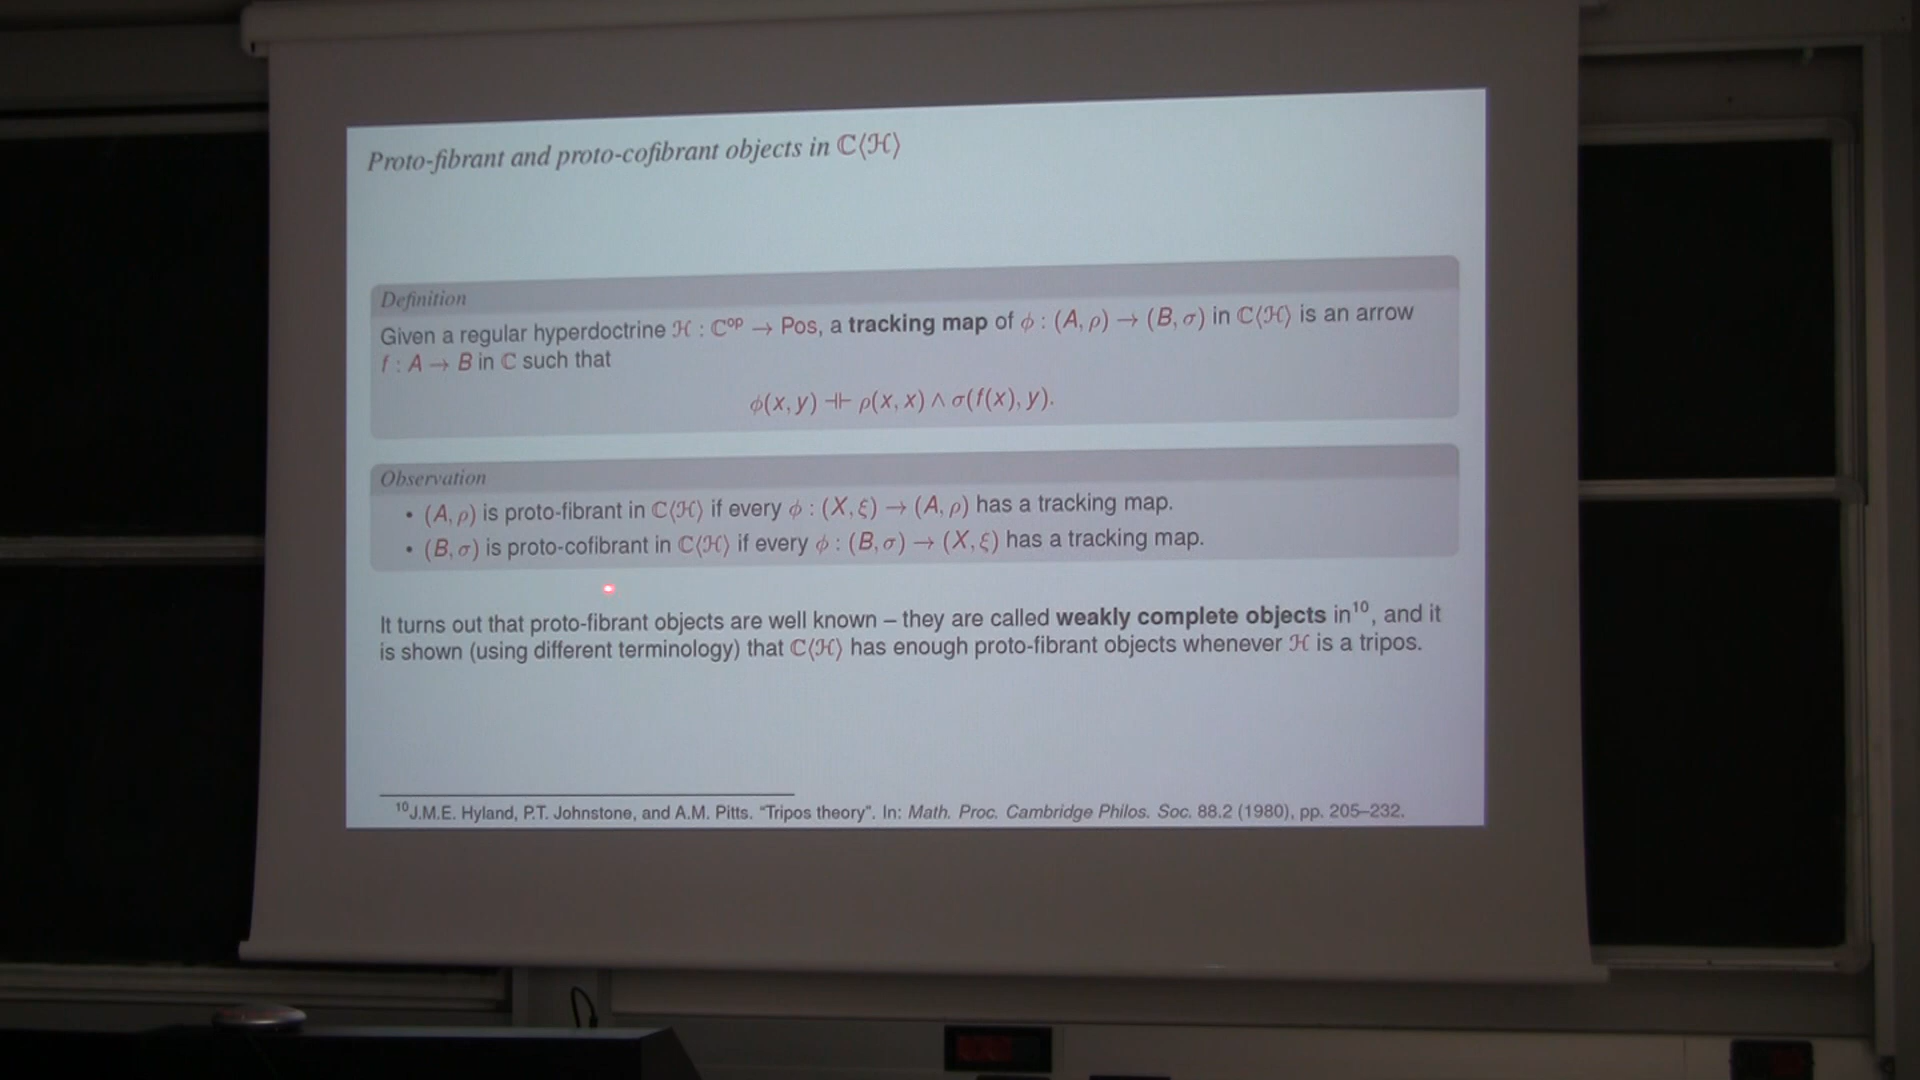 Proto-fibrant and proto-cofibrant objects in ℂ⟨ℋ⟩
Definition
Given a regular hyperdoctrine ℋ : ℂᵒᵖ → Pos, a tracking map of ϕ : (A, ρ) → (B, σ) in ℂ⟨ℋ⟩ is an arrow
f : A → B in ℂ such that
ϕ(x, y) ⊣⊢ ρ(x, x) ∧ σ(f(x), y).
Observation
• (A, ρ) is proto-fibrant in ℂ⟨ℋ⟩ if every ϕ : (X, ξ) → (A, ρ) has a tracking map.
• (B, σ) is proto-cofibrant in ℂ⟨ℋ⟩ if every ϕ : (B, σ) → (X, ξ) has a tracking map.
It turns out that proto-fibrant objects are well known – they are called weakly complete objects in¹⁰, and it
is shown (using different terminology) that ℂ⟨ℋ⟩ has enough proto-fibrant objects whenever ℋ is a tripos.
¹⁰J.M.E. Hyland, P.T. Johnstone, and A.M. Pitts. “Tripos theory”. In: Math. Proc. Cambridge Philos. Soc. 88.2 (1980), pp. 205–232.